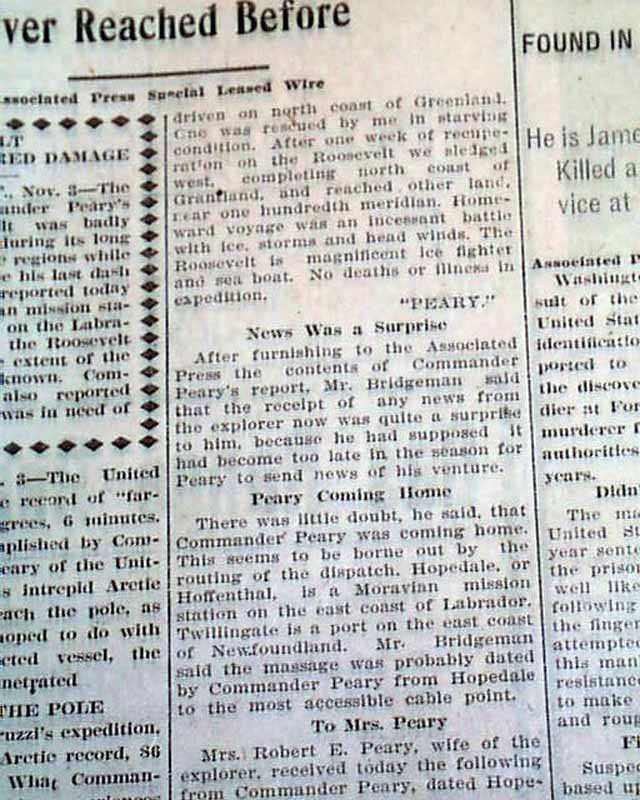 ver Reached Before
Associated Press Special Leased Wire
LT
RED DAMAGE
Nov. 3—The
ander Peary's
lt was badly
during its long
regions while
e his last dash
reported today
an mission sta-
on the Labra-
the Roosevelt
e extent of the
known. Com-
also reported
was in need of
. 3—The United
e record of "far-
egrees, 6 minutes.
mplished by Com-
eary of the Unit-
s intrepid Arctic
each the pole, as
hoped to do with
cted vessel, the
netrated
THE POLE
ruzzi's expedition.
Arctic record, 86
What Comman-
driven on north coast of Greenland.
One was rescued by me in starving
condition. After one week of recupe-
ration on the Roosevelt we sledged
west, completing north coast of
Grantland, and reached other land,
near one hundredth meridian. Home-
ward voyage was an incessant battle
with ice, storms and head winds. The
Roosevelt is magnificent ice fighter
and sea boat. No deaths or illness in
expedition.
"PEARY."
News Was a Surprise
After furnishing to the Associated
Press the contents of Commander
Peary's report, Mr. Bridgeman said
that the receipt of any news from
the explorer now was quite a surprise
to him, because he had supposed it
had become too late in the season for
Peary to send news of his venture.
Peary Coming Home
There was little doubt, he said, that
Commander Peary was coming home.
This seems to be borne out by the
routing of the dispatch. Hopedale, or
Hoffenthal, is a Moravian mission
station on the east coast of Labrador.
Twillingate is a port on the east coast
of Newfoundland. Mr. Bridgeman
said the massage was probably dated
by Commander Peary from Hopedale
to the most accessible cable point.
To Mrs. Peary
Mrs. Robert E. Peary, wife of the
explorer, received today the following
from Commander Peary, dated Hope-
FOUND IN
He is Jame
Killed a
vice at
Associated P
Washingt
sult of the
United Stat
identificatio
ported to
the discove
dier at For
murderer f
authorities
years.
Didn'
The ma
United St
year sente
the prison
well like
following
the finger
attempted
this man
resistance
to make
and roug
Fi
Suspec
based u